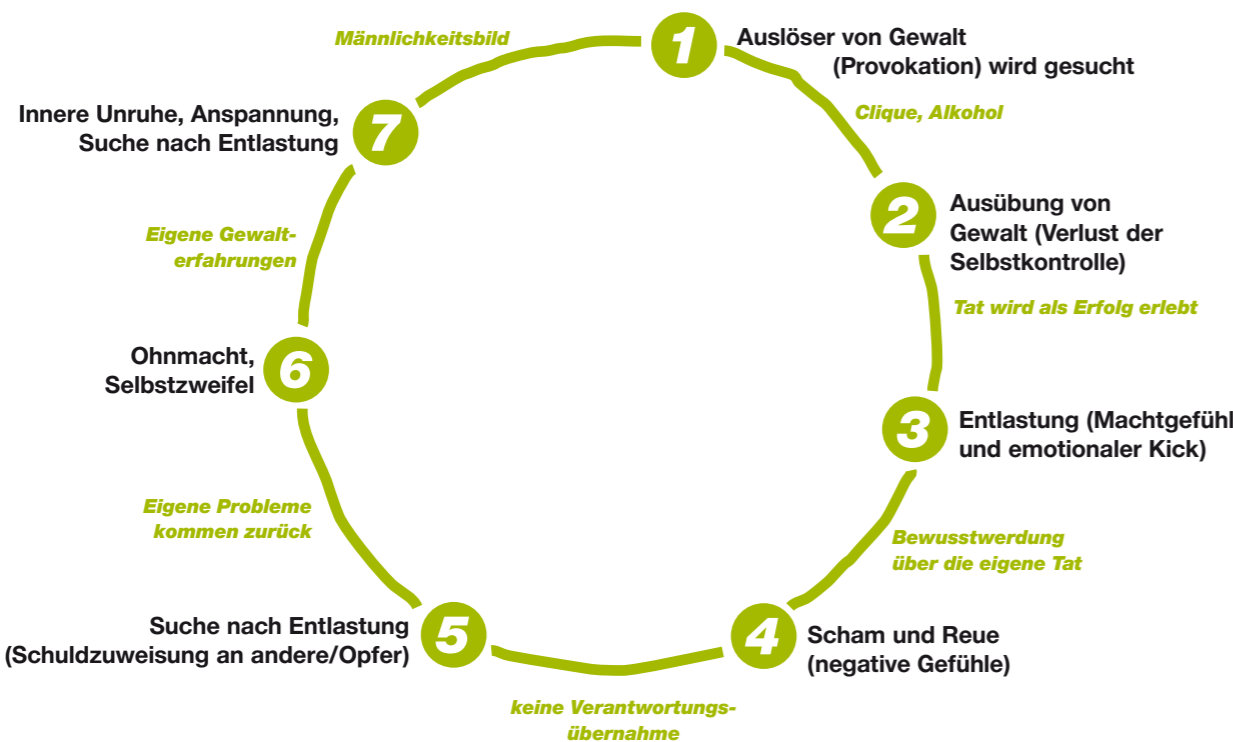 1
Auslöser von Gewalt
(Provokation) wird gesucht
Clique, Alkohol
2
Ausübung von
Gewalt (Verlust der
Selbstkontrolle)
Tat wird als Erfolg erlebt
3
Entlastung (Machtgefühl
und emotionaler Kick)
Bewusstwerdung
über die eigene Tat
4
Scham und Reue
(negative Gefühle)
keine Verantwortungs-
übernahme
5
Suche nach Entlastung
(Schuldzuweisung an andere/Opfer)
Eigene Probleme
kommen zurück
6
Ohnmacht,
Selbstzweifel
Eigene Gewalt-
erfahrungen
7
Innere Unruhe, Anspannung,
Suche nach Entlastung
Männlichkeitsbild